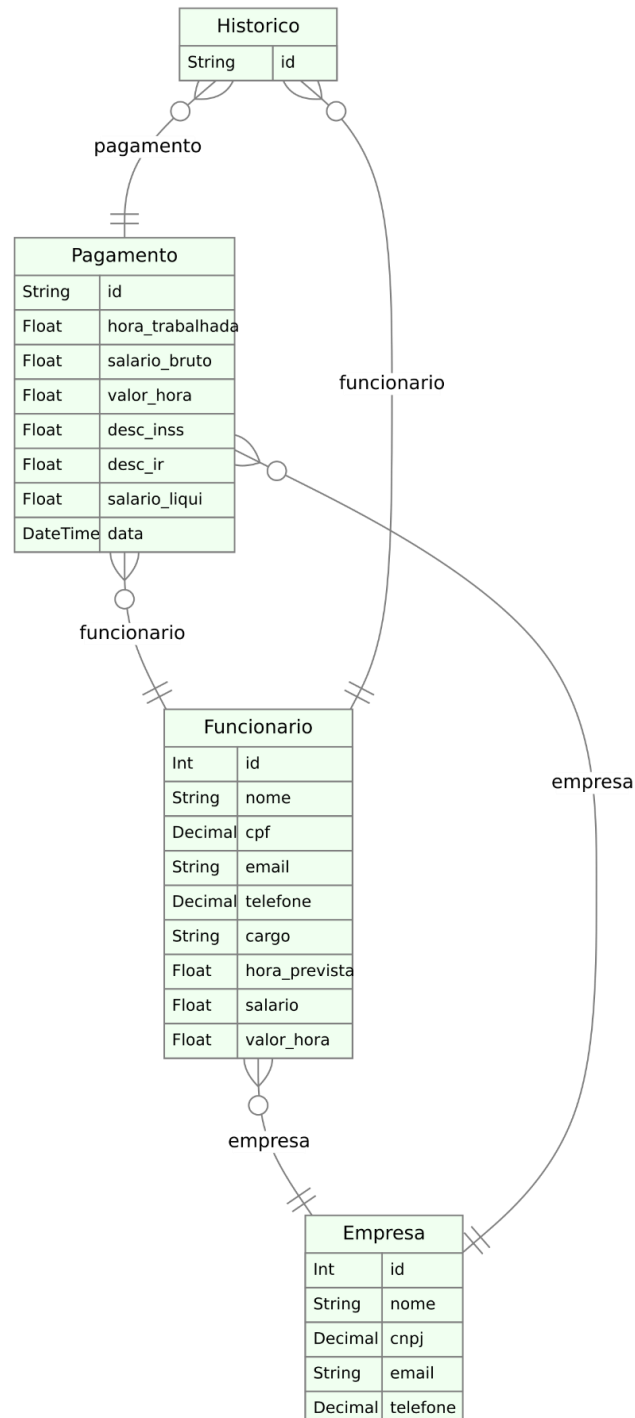 Historico
String id
pagamento
Pagamento
String id
Float hora_trabalhada
Float salario_bruto
Float valor_hora
funcionario
Float desc_inss
Float desc_ir
Float salario_liqui
DateTime data
funcionario
Funcionario
Int id
String nome
empresa
Decimal cpf
String email
Decimal telefone
String cargo
Float hora_prevista
Float salario
Float valor_hora
empresa
Empresa
Int id
String nome
Decimal cnpj
String email
Decimal telefone